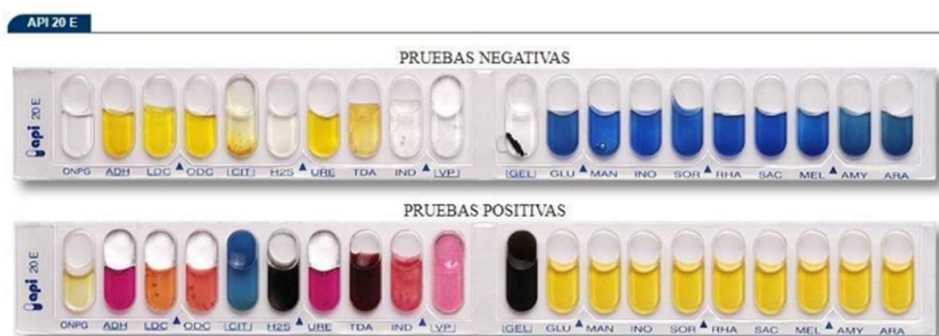 API 20 E
PRUEBAS NEGATIVAS
api 20 E
ONPG ADH LDC ODC |CIT| H2S URE TDA IND |VP| |GEL| GLU MAN INO SOR RHA SAC MEL AMY ARA
PRUEBAS POSITIVAS
api 20 E
ONPG ADH LDC ODC |CIT| H2S URE TDA IND |VP| |GEL| GLU MAN INO SOR RHA SAC MEL AMY ARA